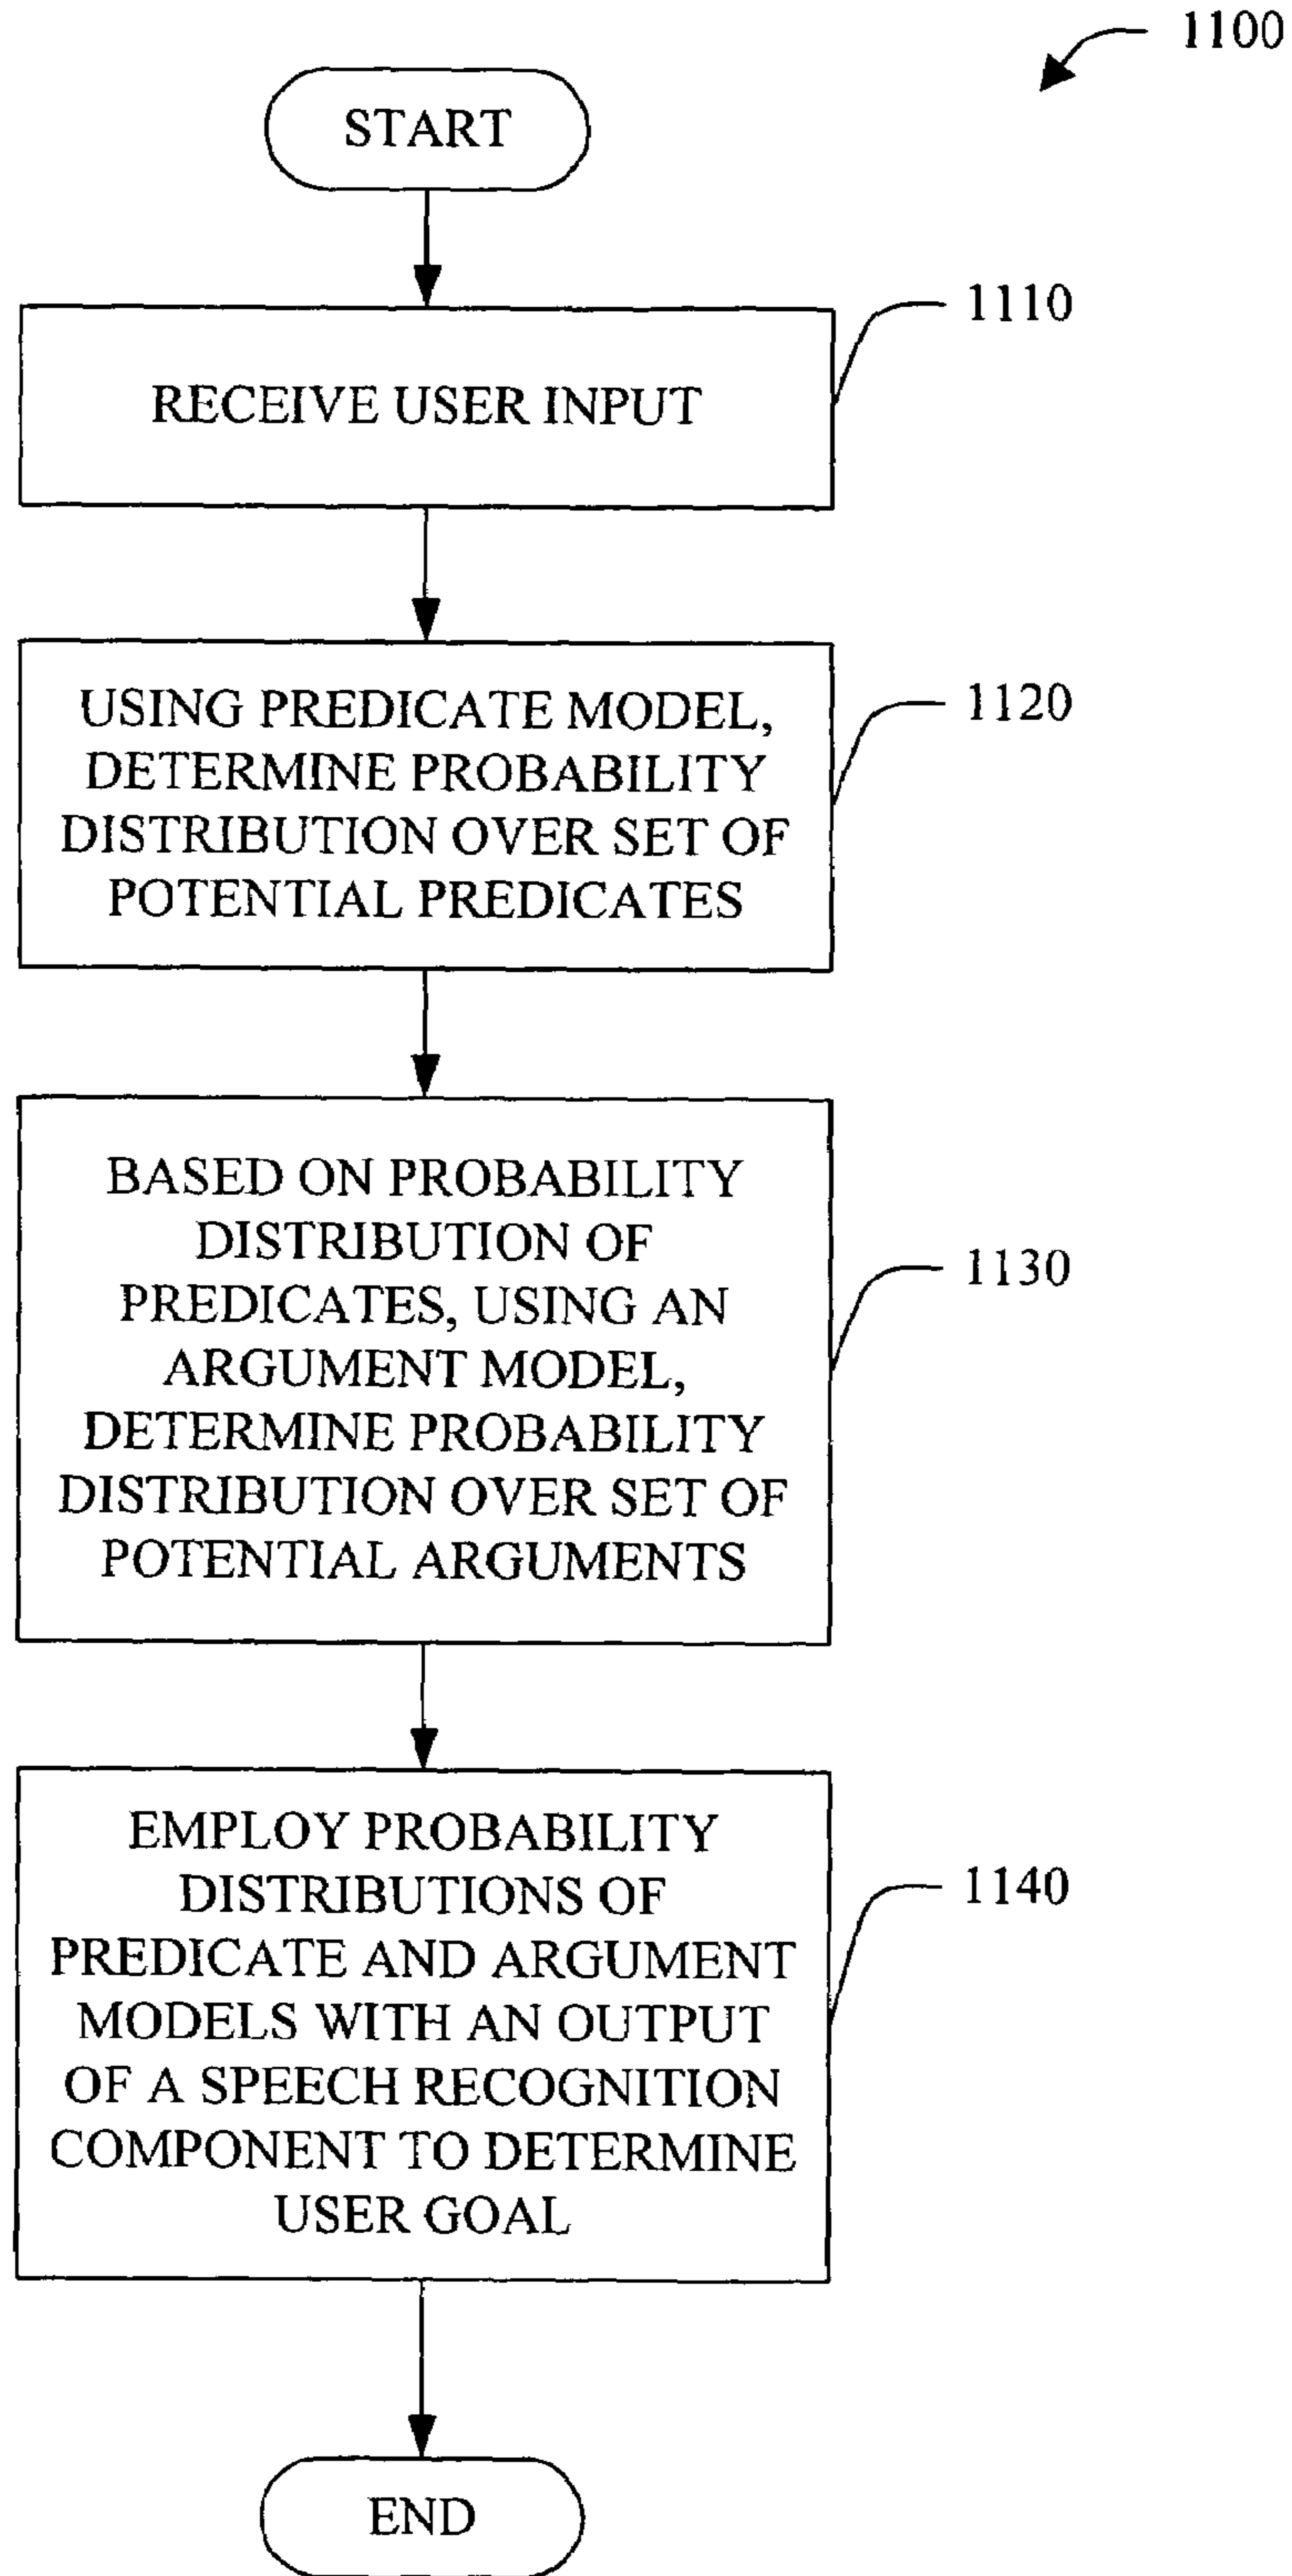 1100
START
RECEIVE USER INPUT
1110
USING PREDICATE MODEL,
DETERMINE PROBABILITY
DISTRIBUTION OVER SET OF
POTENTIAL PREDICATES
1120
BASED ON PROBABILITY
DISTRIBUTION OF
PREDICATES, USING AN
ARGUMENT MODEL,
DETERMINE PROBABILITY
DISTRIBUTION OVER SET OF
POTENTIAL ARGUMENTS
1130
EMPLOY PROBABILITY
DISTRIBUTIONS OF
PREDICATE AND ARGUMENT
MODELS WITH AN OUTPUT
OF A SPEECH RECOGNITION
COMPONENT TO DETERMINE
USER GOAL
1140
END